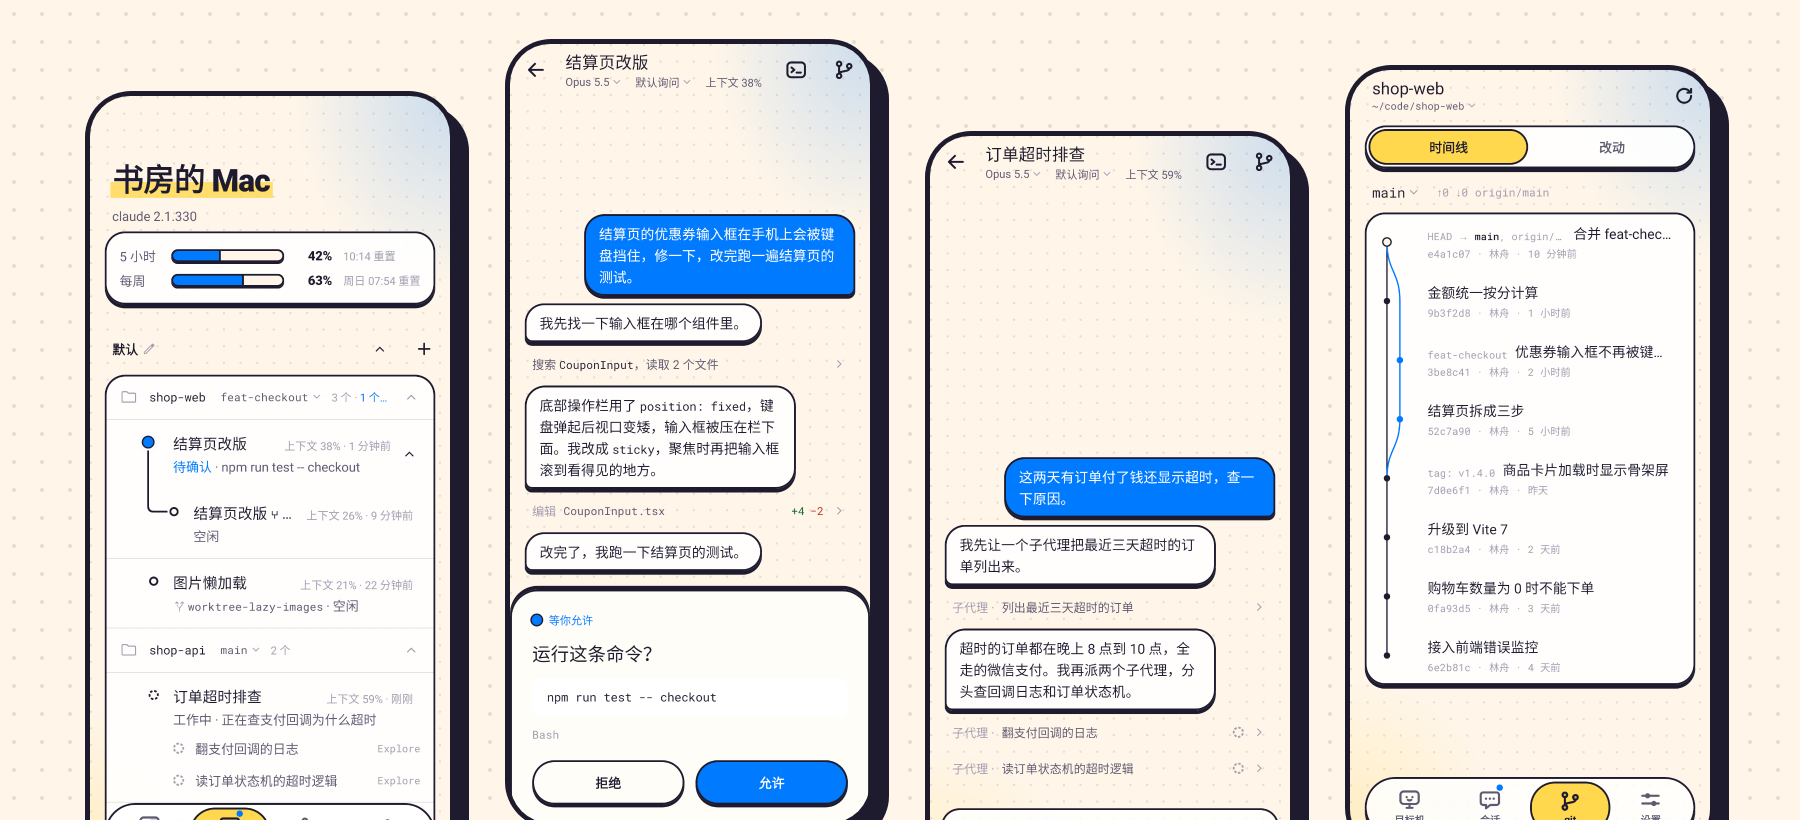 书房的 Mac
claude 2.1.330
5 小时 42% 10:14 重置
每周 63% 周日 07:54 重置
默认
shop-web feat-checkout 3 个 · 1 个…
结算页改版 上下文 38% · 1 分钟前
待确认 · npm run test -- checkout
结算页改版 … 上下文 26% · 9 分钟前
空闲
图片懒加载 上下文 21% · 22 分钟前
worktree-lazy-images · 空闲
shop-api main 2 个
订单超时排查 上下文 59% · 刚刚
工作中 · 正在查支付回调为什么超时
翻支付回调的日志 Explore
读订单状态机的超时逻辑 Explore
结算页改版
Opus 5.5 默认询问 上下文 38%
结算页的优惠券输入框在手机上会被键
盘挡住，修一下，改完跑一遍结算页的
测试。
我先找一下输入框在哪个组件里。
搜索 CouponInput，读取 2 个文件
底部操作栏用了 position: fixed，键
盘弹起后视口变矮，输入框被压在栏下
面。我改成 sticky，聚焦时再把输入框
滚到看得见的地方。
编辑 CouponInput.tsx +4 −2
改完了，我跑一下结算页的测试。
等你允许
运行这条命令？
npm run test -- checkout
Bash
拒绝 允许
订单超时排查
Opus 5.5 默认询问 上下文 59%
这两天有订单付了钱还显示超时，查一
下原因。
我先让一个子代理把最近三天超时的订
单列出来。
子代理 · 列出最近三天超时的订单
超时的订单都在晚上 8 点到 10 点，全
走的微信支付。我再派两个子代理，分
头查回调日志和订单状态机。
子代理 · 翻支付回调的日志
子代理 · 读订单状态机的超时逻辑
shop-web
~/code/shop-web
时间线 改动
main ↑0 ↓0 origin/main
HEAD → main, origin/… 合并 feat-chec…
e4a1c07 · 林舟 · 10 分钟前
金额统一按分计算
9b3f2d8 · 林舟 · 1 小时前
feat-checkout 优惠券输入框不再被键…
3be8c41 · 林舟 · 2 小时前
结算页拆成三步
52c7a90 · 林舟 · 5 小时前
tag: v1.4.0 商品卡片加载时显示骨架屏
7d0e6f1 · 林舟 · 昨天
升级到 Vite 7
c18b2a4 · 林舟 · 2 天前
购物车数量为 0 时不能下单
0fa93d5 · 林舟 · 3 天前
接入前端错误监控
6e2b81c · 林舟 · 4 天前
目标机 会话 git 设置